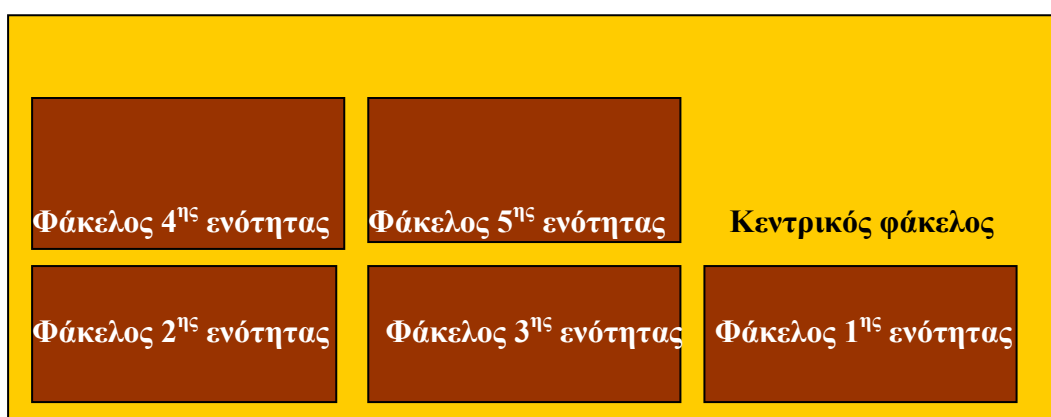 Φάκελος 4ης ενότητας
Φάκελος 5ης ενότητας
Κεντρικός φάκελος
Φάκελος 2ης ενότητας
Φάκελος 3ης ενότητας
Φάκελος 1ης ενότητας